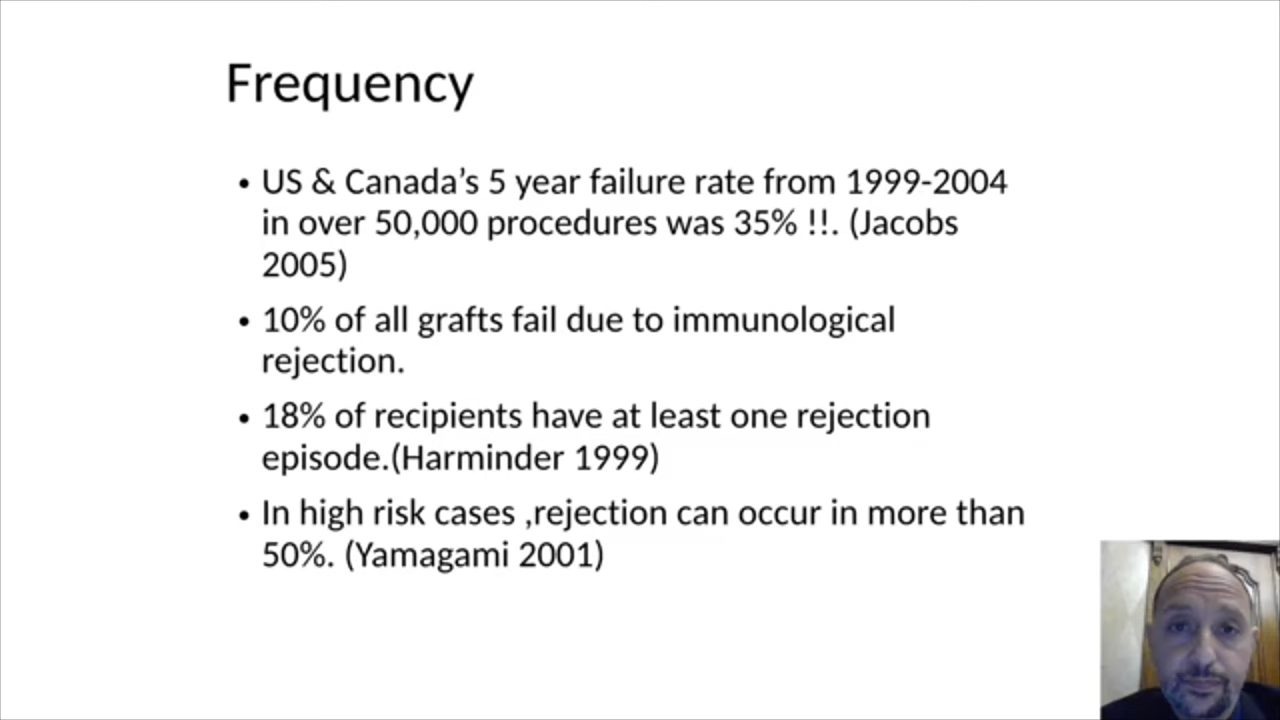 Frequency
• US & Canada’s 5 year failure rate from 1999-2004
in over 50,000 procedures was 35% !!. (Jacobs
2005)
• 10% of all grafts fail due to immunological
rejection.
• 18% of recipients have at least one rejection
episode.(Harminder 1999)
• In high risk cases ,rejection can occur in more than
50%. (Yamagami 2001)